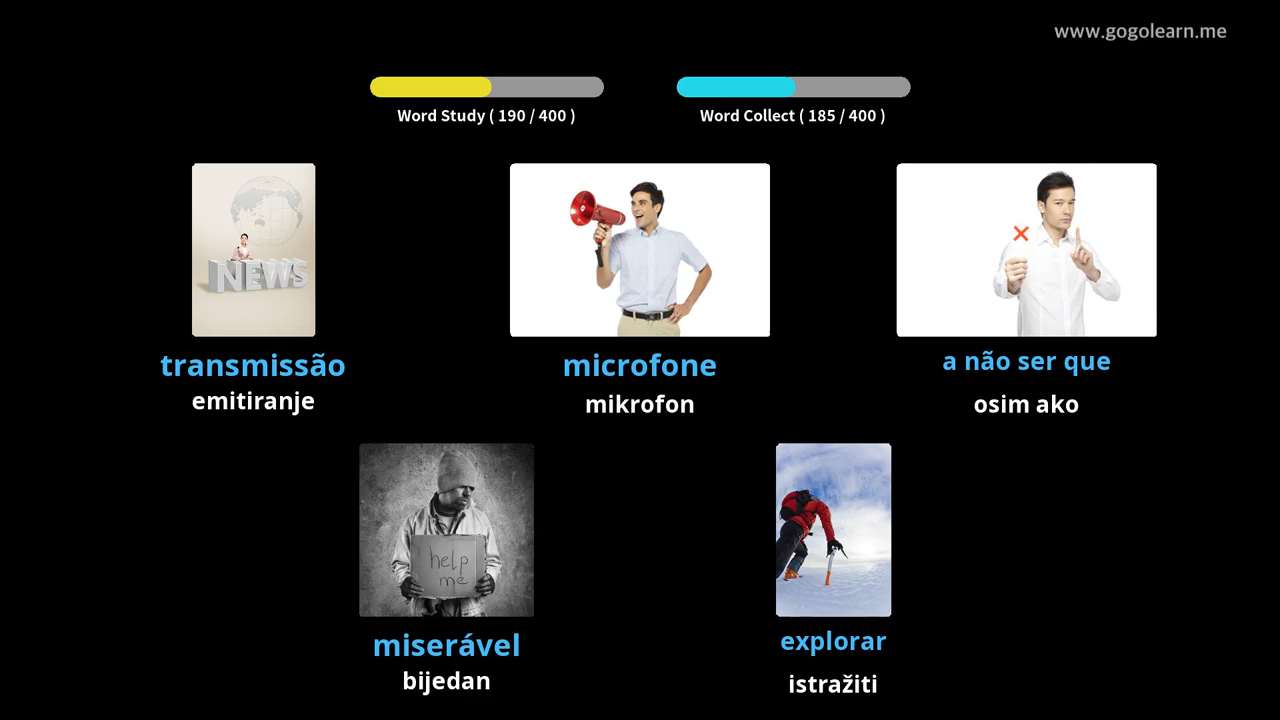 www.gogolearn.me
Word Study ( 190 / 400 )
Word Collect ( 185 / 400 )
NEWS
transmissão
emitiranje
microfone
mikrofon
a não ser que
osim ako
help
me
miserável
bijedan
explorar
istražiti